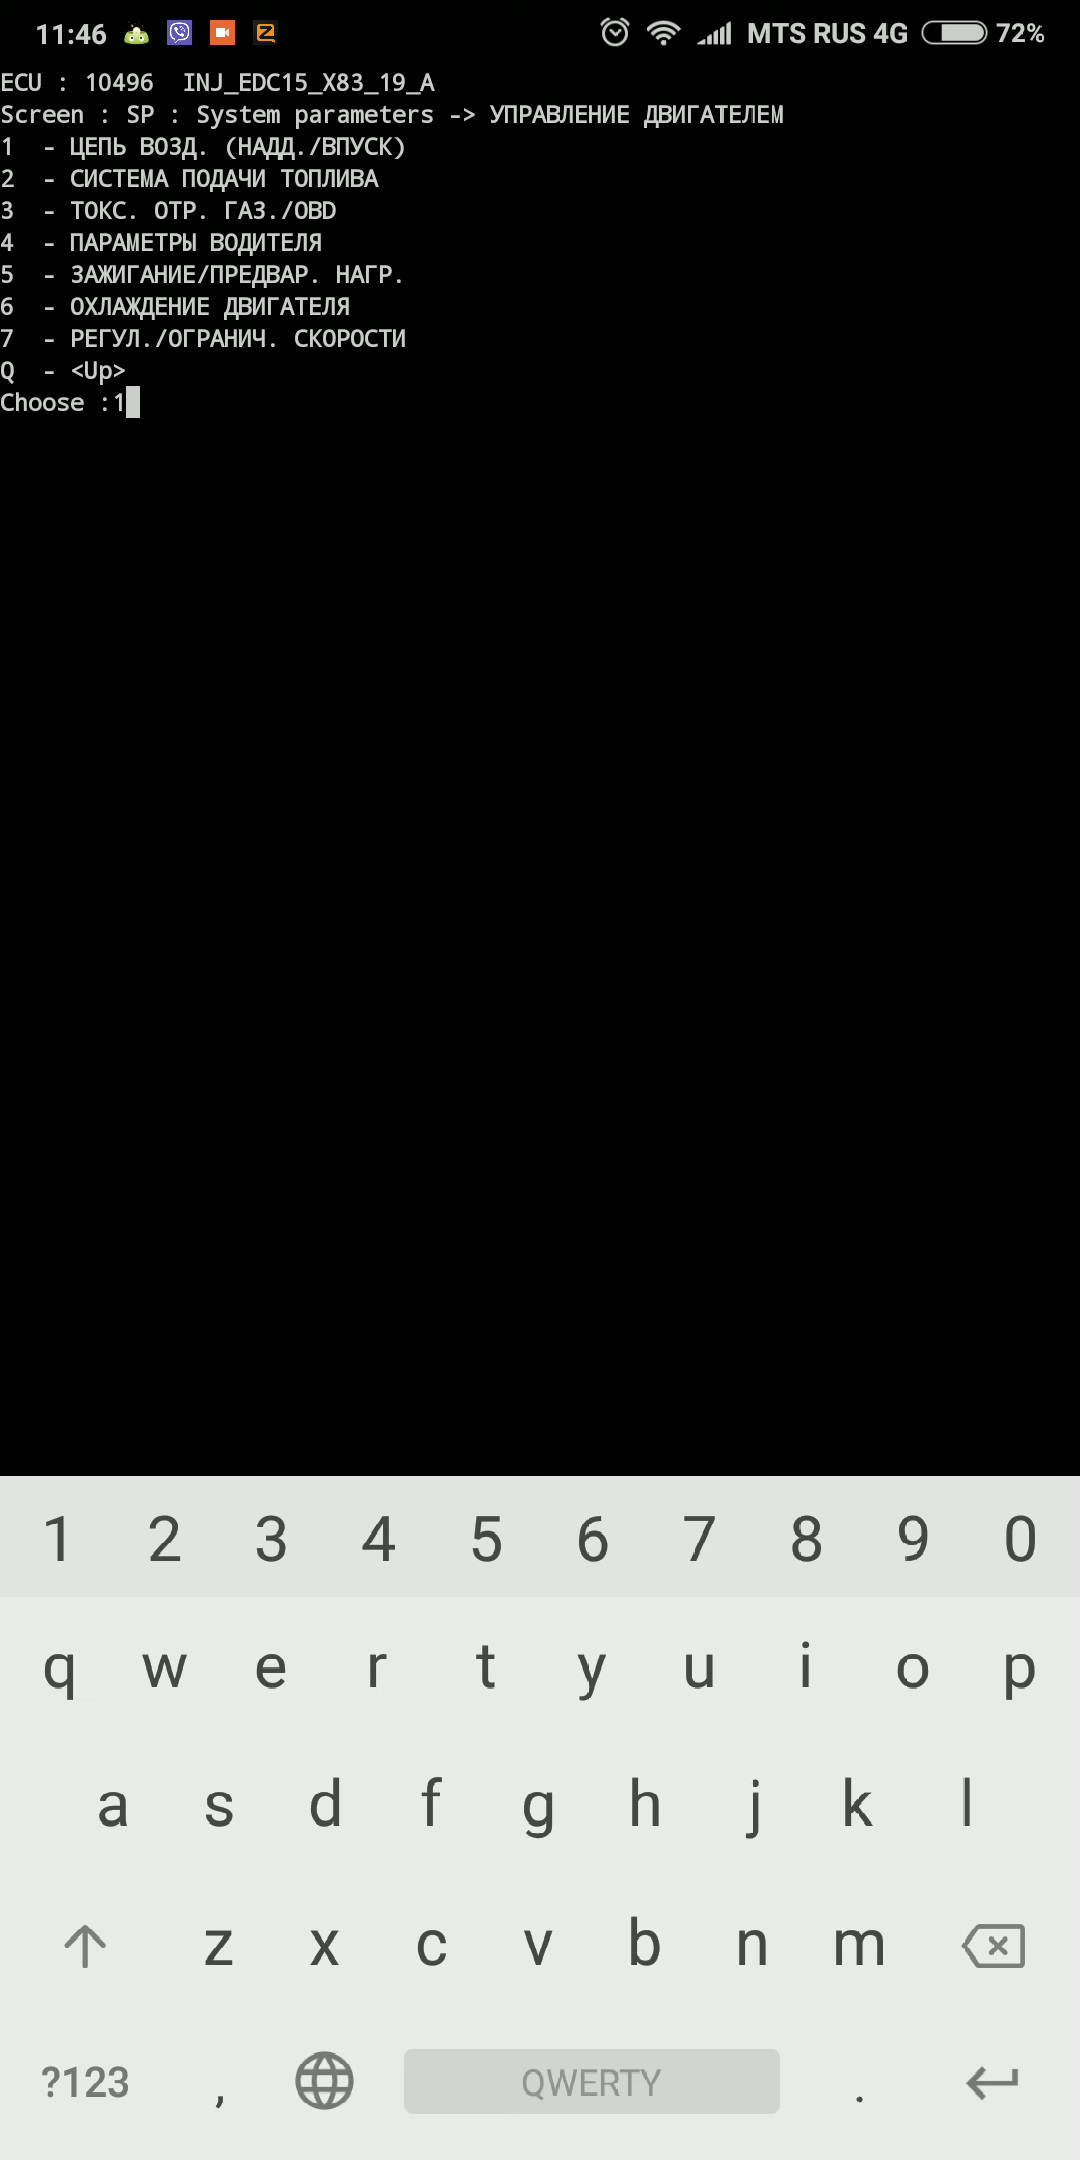 11:46 MTS RUS 4G 72%
ECU : 10496 INJ_EDC15_X83_19_A
Screen : SP : System parameters -> УПРАВЛЕНИЕ ДВИГАТЕЛЕМ
1 - ЦЕПЬ ВОЗД. (НАДД./ВПУСК)
2 - СИСТЕМА ПОДАЧИ ТОПЛИВА
3 - ТОКС. ОТР. ГАЗ./OBD
4 - ПАРАМЕТРЫ ВОДИТЕЛЯ
5 - ЗАЖИГАНИЕ/ПРЕДВАР. НАГР.
6 - ОХЛАЖДЕНИЕ ДВИГАТЕЛЯ
7 - РЕГУЛ./ОГРАНИЧ. СКОРОСТИ
Q - <Up>
Choose :1
1 2 3 4 5 6 7 8 9 0
q w e r t y u i o p
a s d f g h j k l
z x c v b n m
?123 , QWERTY .